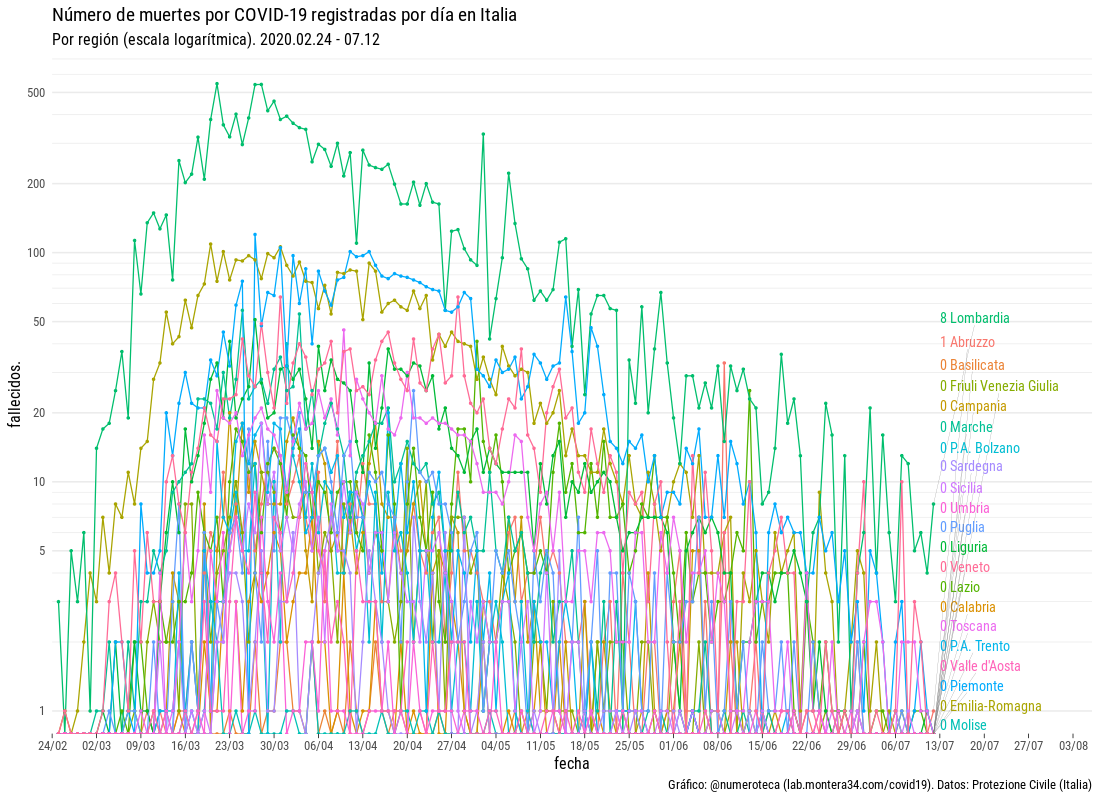 Número de muertes por COVID-19 registradas por día en Italia
Por región (escala logarítmica). 2020.02.24 - 07.12
fallecidos.
500
200
100
50
20
10
5
1
8 Lombardia
1 Abruzzo
0 Basilicata
0 Friuli Venezia Giulia
0 Campania
0 Marche
0 P.A. Bolzano
0 Sardegna
0 Sicilia
0 Umbria
0 Puglia
0 Liguria
0 Veneto
0 Lazio
0 Calabria
0 Toscana
0 P.A. Trento
0 Valle d'Aosta
0 Piemonte
0 Emilia-Romagna
0 Molise
24/02 02/03 09/03 16/03 23/03 30/03 06/04 13/04 20/04 27/04 04/05 11/05 18/05 25/05 01/06 08/06 15/06 22/06 29/06 06/07 13/07 20/07 27/07 03/08
fecha
Gráfico: @numeroteca (lab.montera34.com/covid19). Datos: Protezione Civile (Italia)